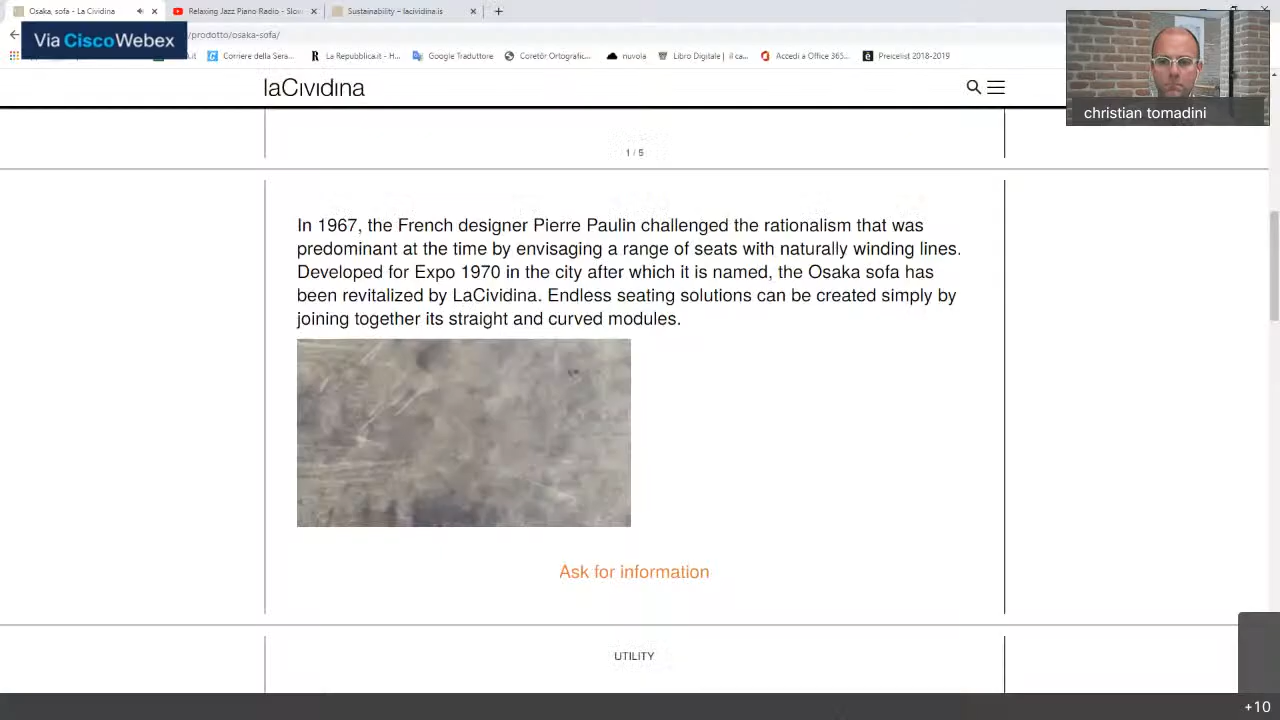 Osaka, sofa - La Cividina
Relaxing Jazz Piano Radio - Slow
Sustainability – lacividina.is
Via CiscoWebex
/prodotto/osaka-sofa/
Corriere della Sera...
La Repubblica.it - H...
Google Traduttore
nuvola
Libro Digitale | il ca...
Accedi a Office 365...
Preicelist 2018-2019
laCividina
christian tomadini
1 / 5
In 1967, the French designer Pierre Paulin challenged the rationalism that was
predominant at the time by envisaging a range of seats with naturally winding lines.
Developed for Expo 1970 in the city after which it is named, the Osaka sofa has
been revitalized by LaCividina. Endless seating solutions can be created simply by
joining together its straight and curved modules.
Ask for information
UTILITY
+10